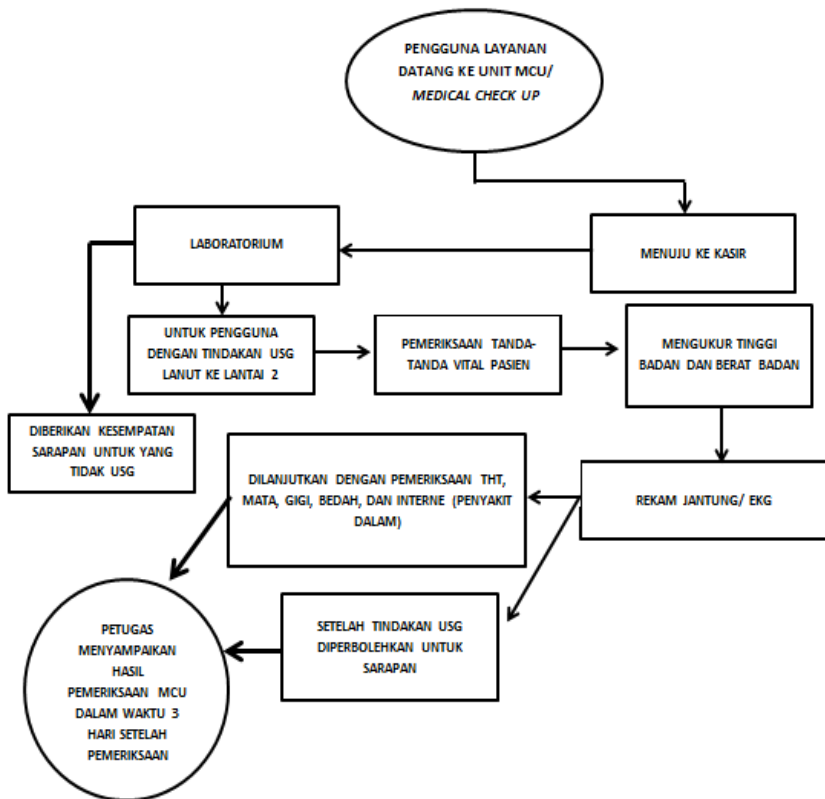 PENGGUNA LAYANAN
DATANG KE UNIT MCU/
MEDICAL CHECK UP
LABORATORIUM
MENUJU KE KASIR
UNTUK PENGGUNA
DENGAN TINDAKAN USG
LANUT KE LANTAI 2
PEMERIKSAAN TANDA-
TANDA VITAL PASIEN
MENGUKUR TINGGI
BADAN DAN BERAT BADAN
DIBERIKAN KESEMPATAN
SARAPAN UNTUK YANG
TIDAK USG
DILANJUTKAN DENGAN PEMERIKSAAN THT,
MATA, GIGI, BEDAH, DAN INTERNE (PENYAKIT
DALAM)
REKAM JANTUNG/ EKG
SETELAH TINDAKAN USG
DIPERBOLEHKAN UNTUK
SARAPAN
PETUGAS
MENYAMPAIKAN
HASIL
PEMERIKSAAN MCU
DALAM WAKTU 3
HARI SETELAH
PEMERIKSAAN